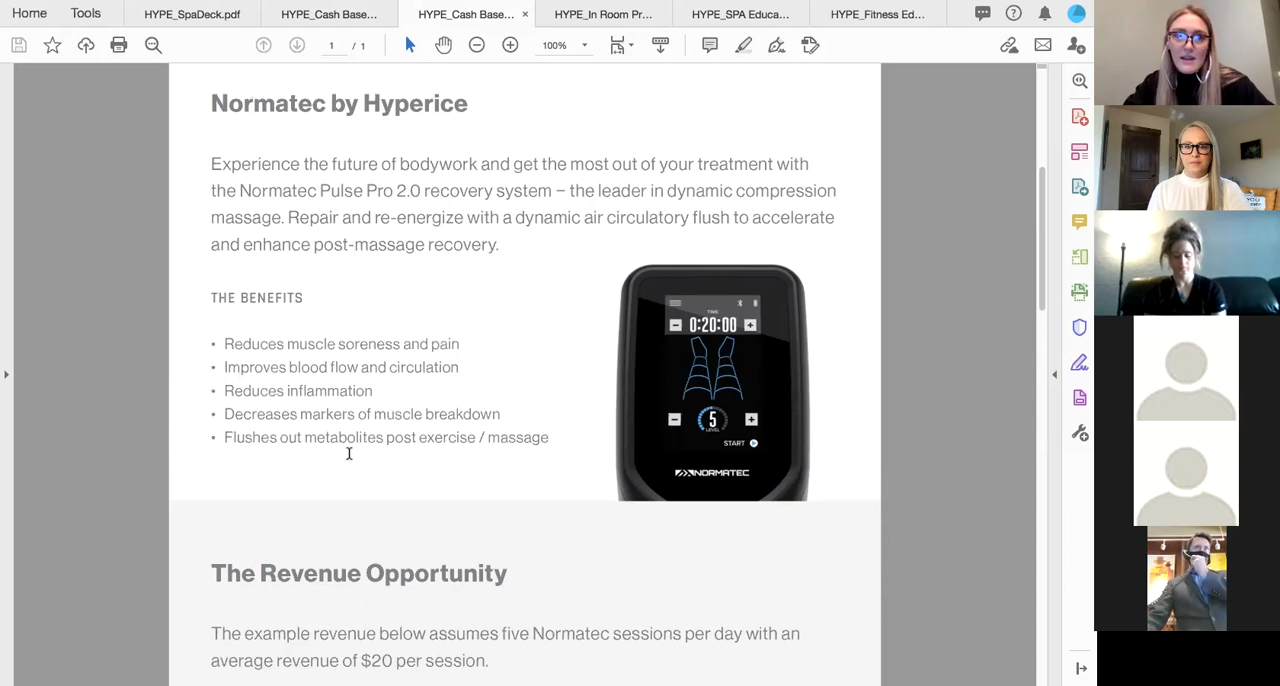 Home
Tools
HYPE_SpaDeck.pdf
HYPE_Cash Base...
HYPE_Cash Base... ×
HYPE_In Room Pr...
HYPE_SPA Educa...
HYPE_Fitness Ed...
1 / 1
100%
Normatec by Hyperice
Experience the future of bodywork and get the most out of your treatment with
the Normatec Pulse Pro 2.0 recovery system – the leader in dynamic compression
massage. Repair and re-energize with a dynamic air circulatory flush to accelerate
and enhance post-massage recovery.
THE BENEFITS
• Reduces muscle soreness and pain
• Improves blood flow and circulation
• Reduces inflammation
• Decreases markers of muscle breakdown
• Flushes out metabolites post exercise / massage
TIME
0:20:00
5
LEVEL
START
NORMATEC
The Revenue Opportunity
The example revenue below assumes five Normatec sessions per day with an
average revenue of $20 per session.